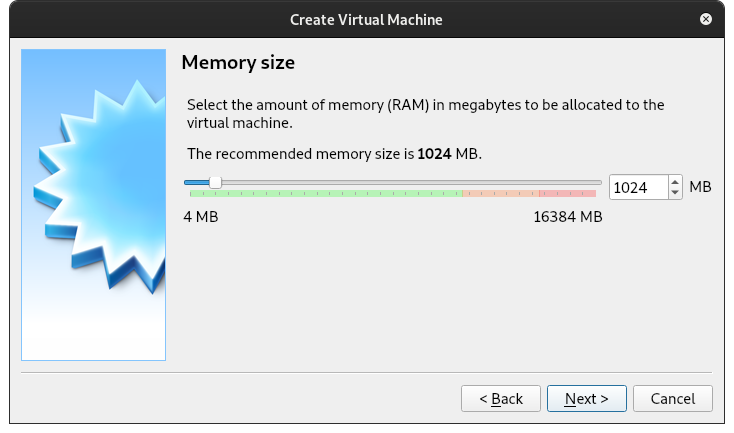 Create Virtual Machine
Memory size
Select the amount of memory (RAM) in megabytes to be allocated to the
virtual machine.
The recommended memory size is 1024 MB.
1024 MB
4 MB 16384 MB
< Back Next > Cancel